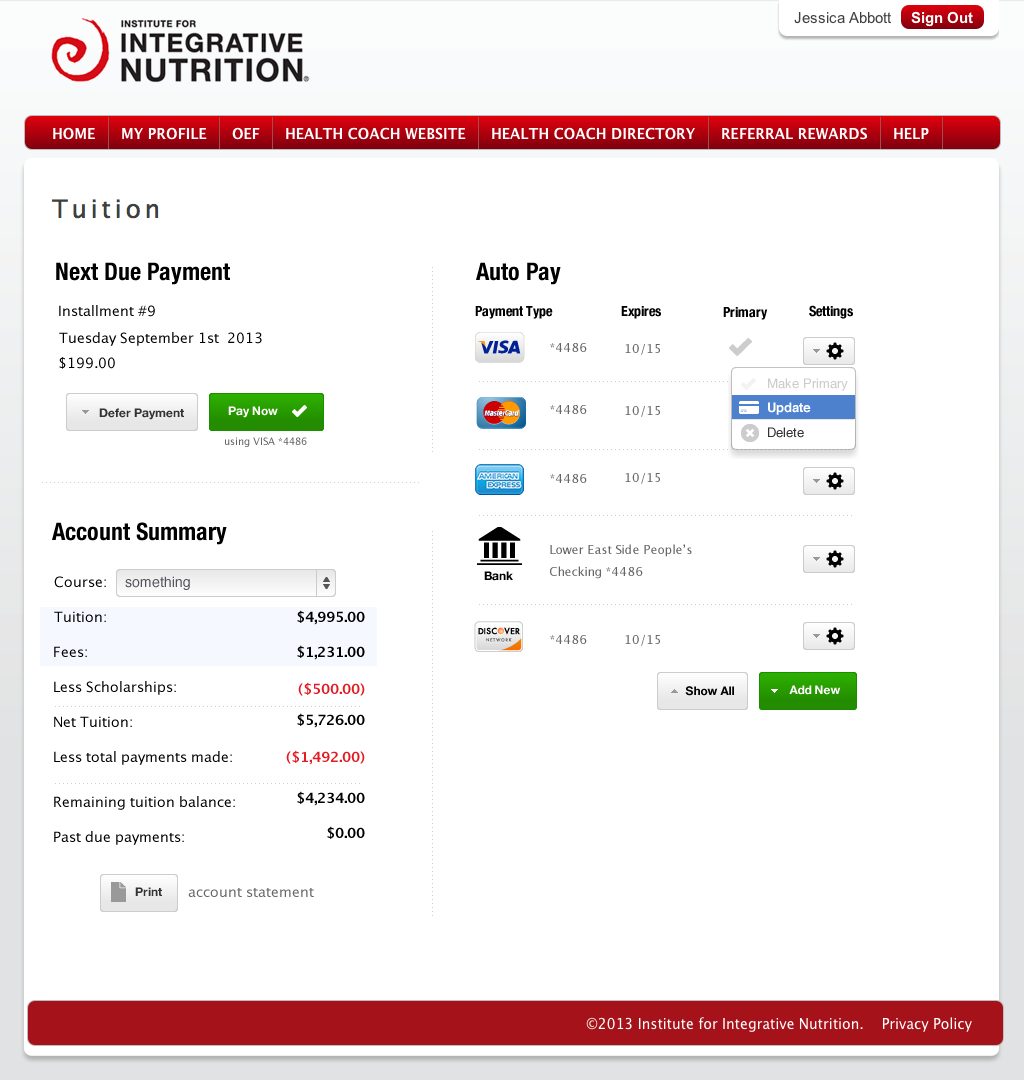 Jessica Abbott Sign Out
INSTITUTE FOR
INTEGRATIVE
NUTRITION®
HOME MY PROFILE OEF HEALTH COACH WEBSITE HEALTH COACH DIRECTORY REFERRAL REWARDS HELP
Tuition
Next Due Payment
Installment #9
Tuesday September 1st 2013
$199.00
Defer Payment Pay Now
using VISA *4486
Account Summary
Course: something
Tuition: $4,995.00
Fees: $1,231.00
Less Scholarships: ($500.00)
Net Tuition: $5,726.00
Less total payments made: ($1,492.00)
Remaining tuition balance: $4,234.00
Past due payments: $0.00
Print account statement
Auto Pay
Payment Type Expires Primary Settings
VISA *4486 10/15
Make Primary
Update
Delete
MasterCard *4486 10/15
AMERICAN EXPRESS *4486 10/15
Bank
Lower East Side People's
Checking *4486
DISCOVER NETWORK *4486 10/15
Show All Add New
©2013 Institute for Integrative Nutrition. Privacy Policy